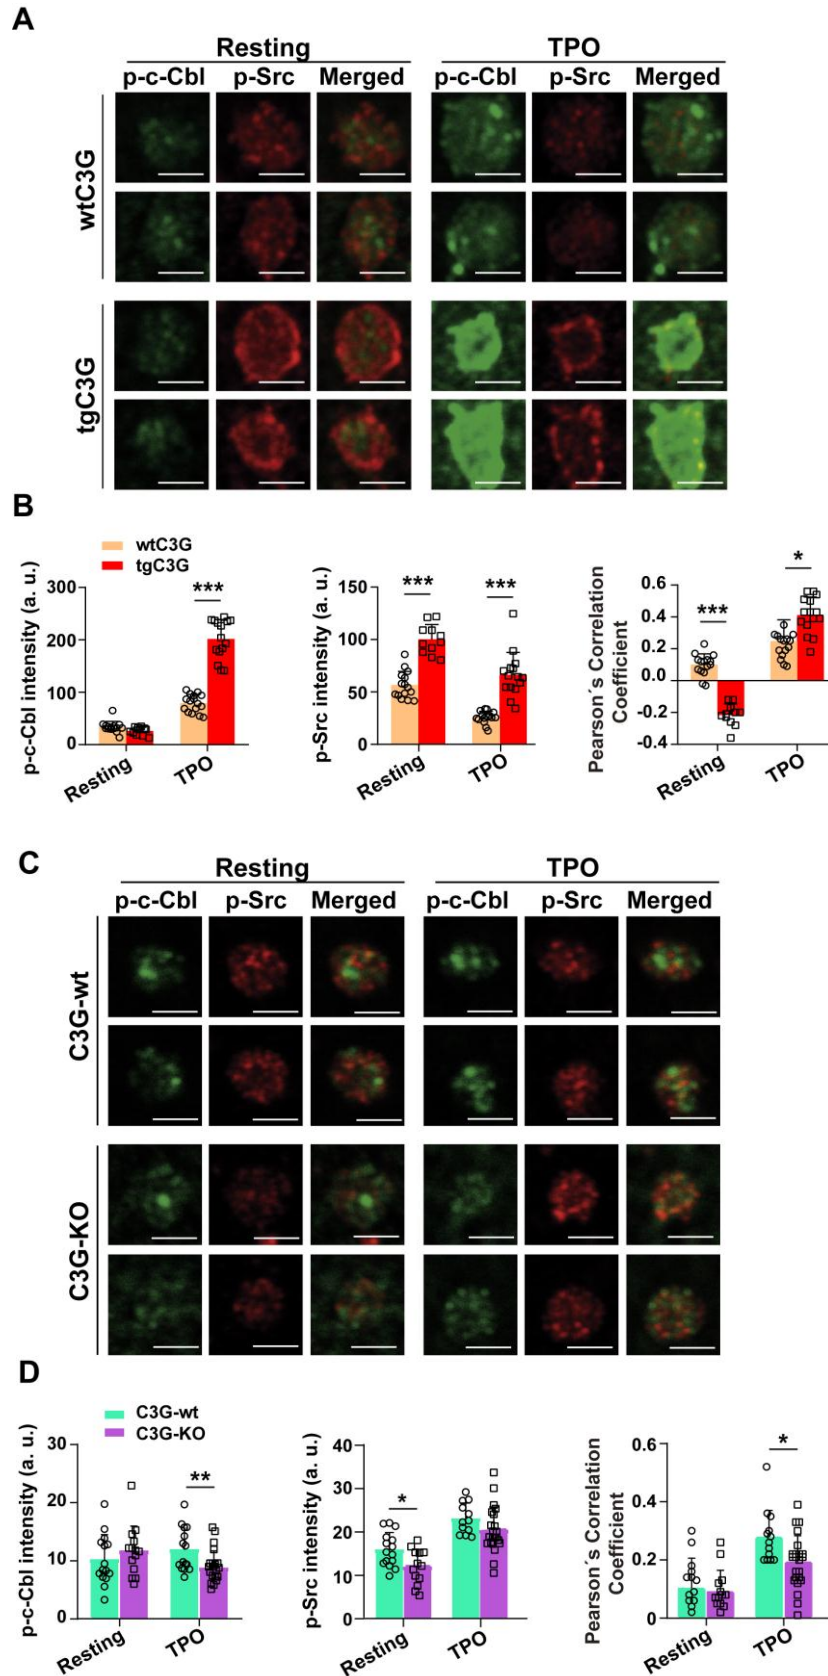 A
Resting TPO
p-c-Cbl p-Src Merged p-c-Cbl p-Src Merged
wtC3G
tgC3G
B
wtC3G
tgC3G
p-c-Cbl intensity (a. u.)
300
200
100
0
***
Resting TPO
p-Src intensity (a. u.)
150
100
50
0
*** ***
Resting TPO
Pearson´s Correlation
Coefficient
0.6
0.4
0.2
0.0
-0.2
-0.4
***
*
Resting TPO
C
Resting TPO
p-c-Cbl p-Src Merged p-c-Cbl p-Src Merged
C3G-wt
C3G-KO
D
C3G-wt
C3G-KO
p-c-Cbl intensity (a. u.)
30
20
10
0
**
Resting TPO
p-Src intensity (a. u.)
40
30
20
10
0
*
Resting TPO
Pearson´s Correlation
Coefficient
0.6
0.4
0.2
0
*
Resting TPO